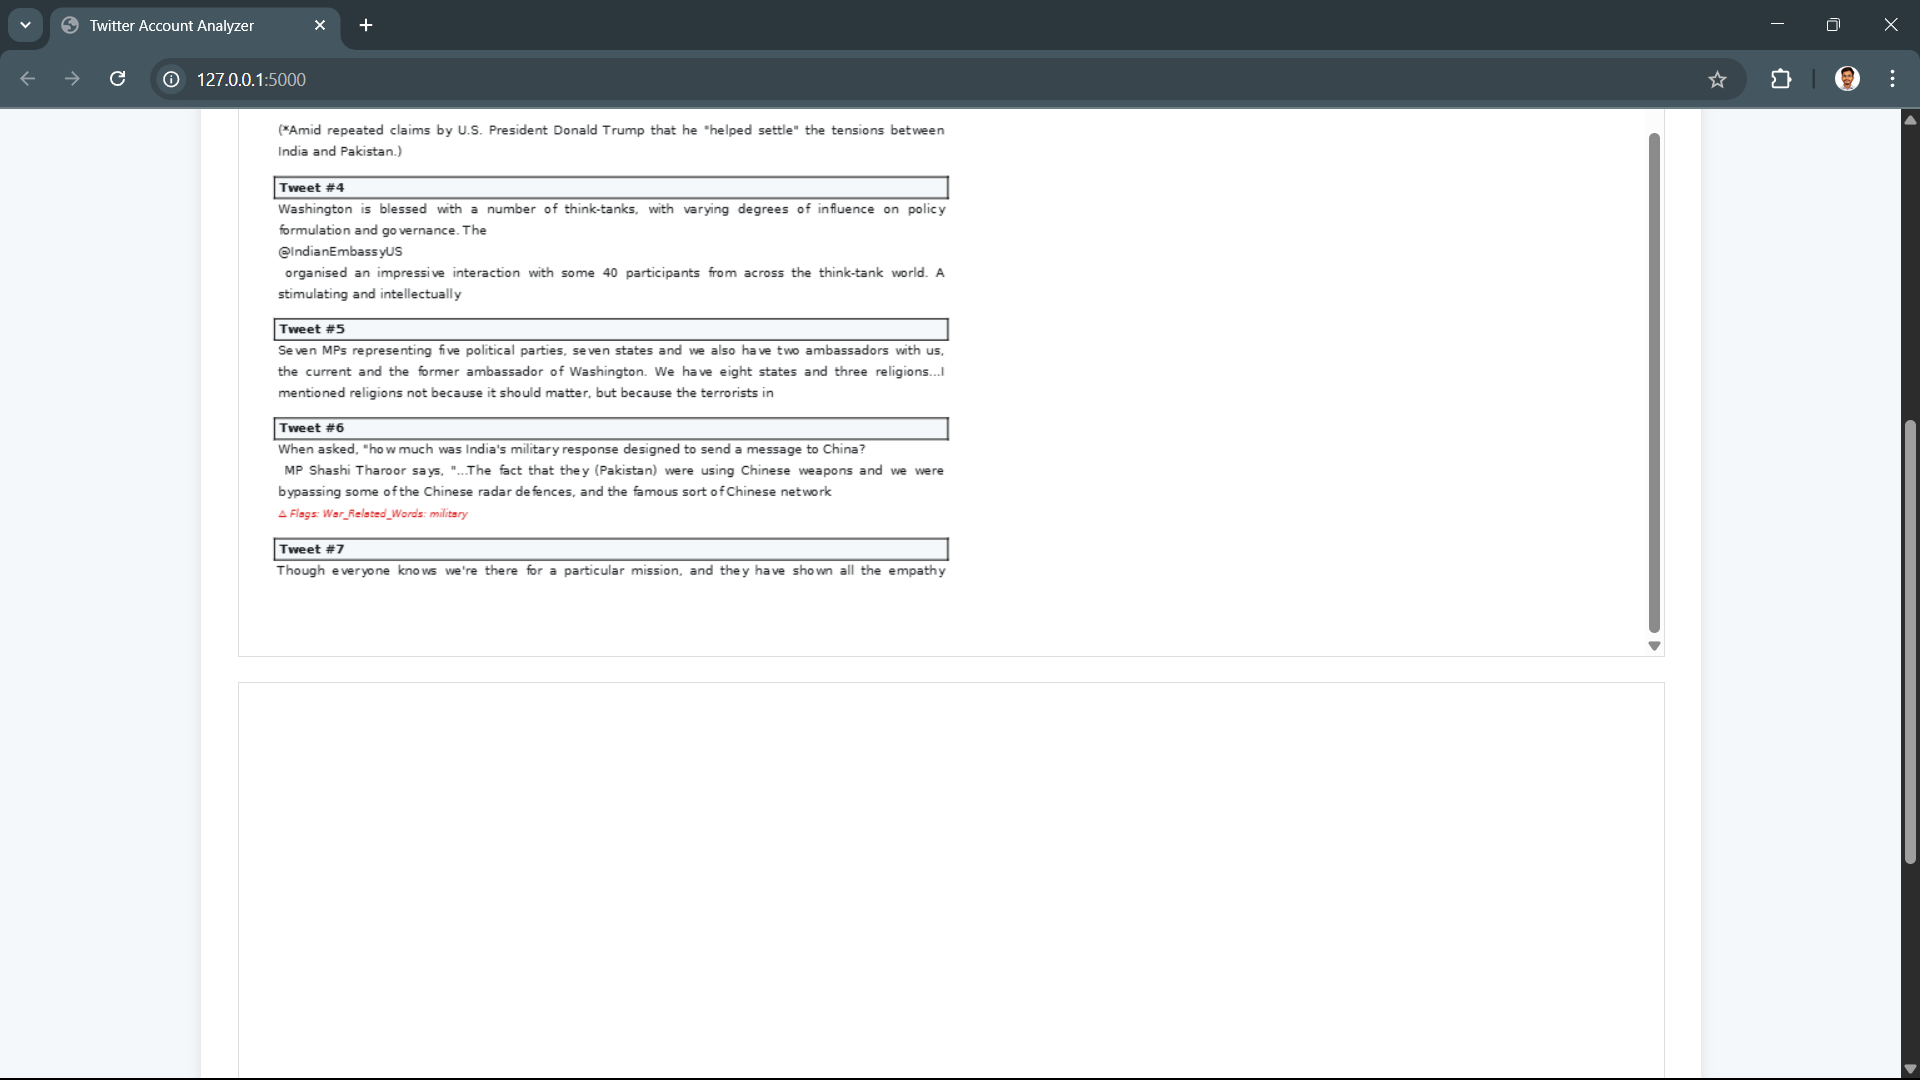 Twitter Account Analyzer
127.0.0.1:5000
(*Amid repeated claims by U.S. President Donald Trump that he "helped settle" the tensions between
India and Pakistan.)
Tweet #4
Washington is blessed with a number of think-tanks, with varying degrees of influence on policy
formulation and governance. The
@IndianEmbassyUS
organised an impressive interaction with some 40 participants from across the think-tank world. A
stimulating and intellectually
Tweet #5
Seven MPs representing five political parties, seven states and we also have two ambassadors with us,
the current and the former ambassador of Washington. We have eight states and three religions...I
mentioned religions not because it should matter, but because the terrorists in
Tweet #6
When asked, "how much was India's military response designed to send a message to China?
MP Shashi Tharoor says, "...The fact that they (Pakistan) were using Chinese weapons and we were
bypassing some of the Chinese radar defences, and the famous sort of Chinese network
⚠ Flags: War_Related_Words: military
Tweet #7
Though everyone knows we're there for a particular mission, and they have shown all the empathy